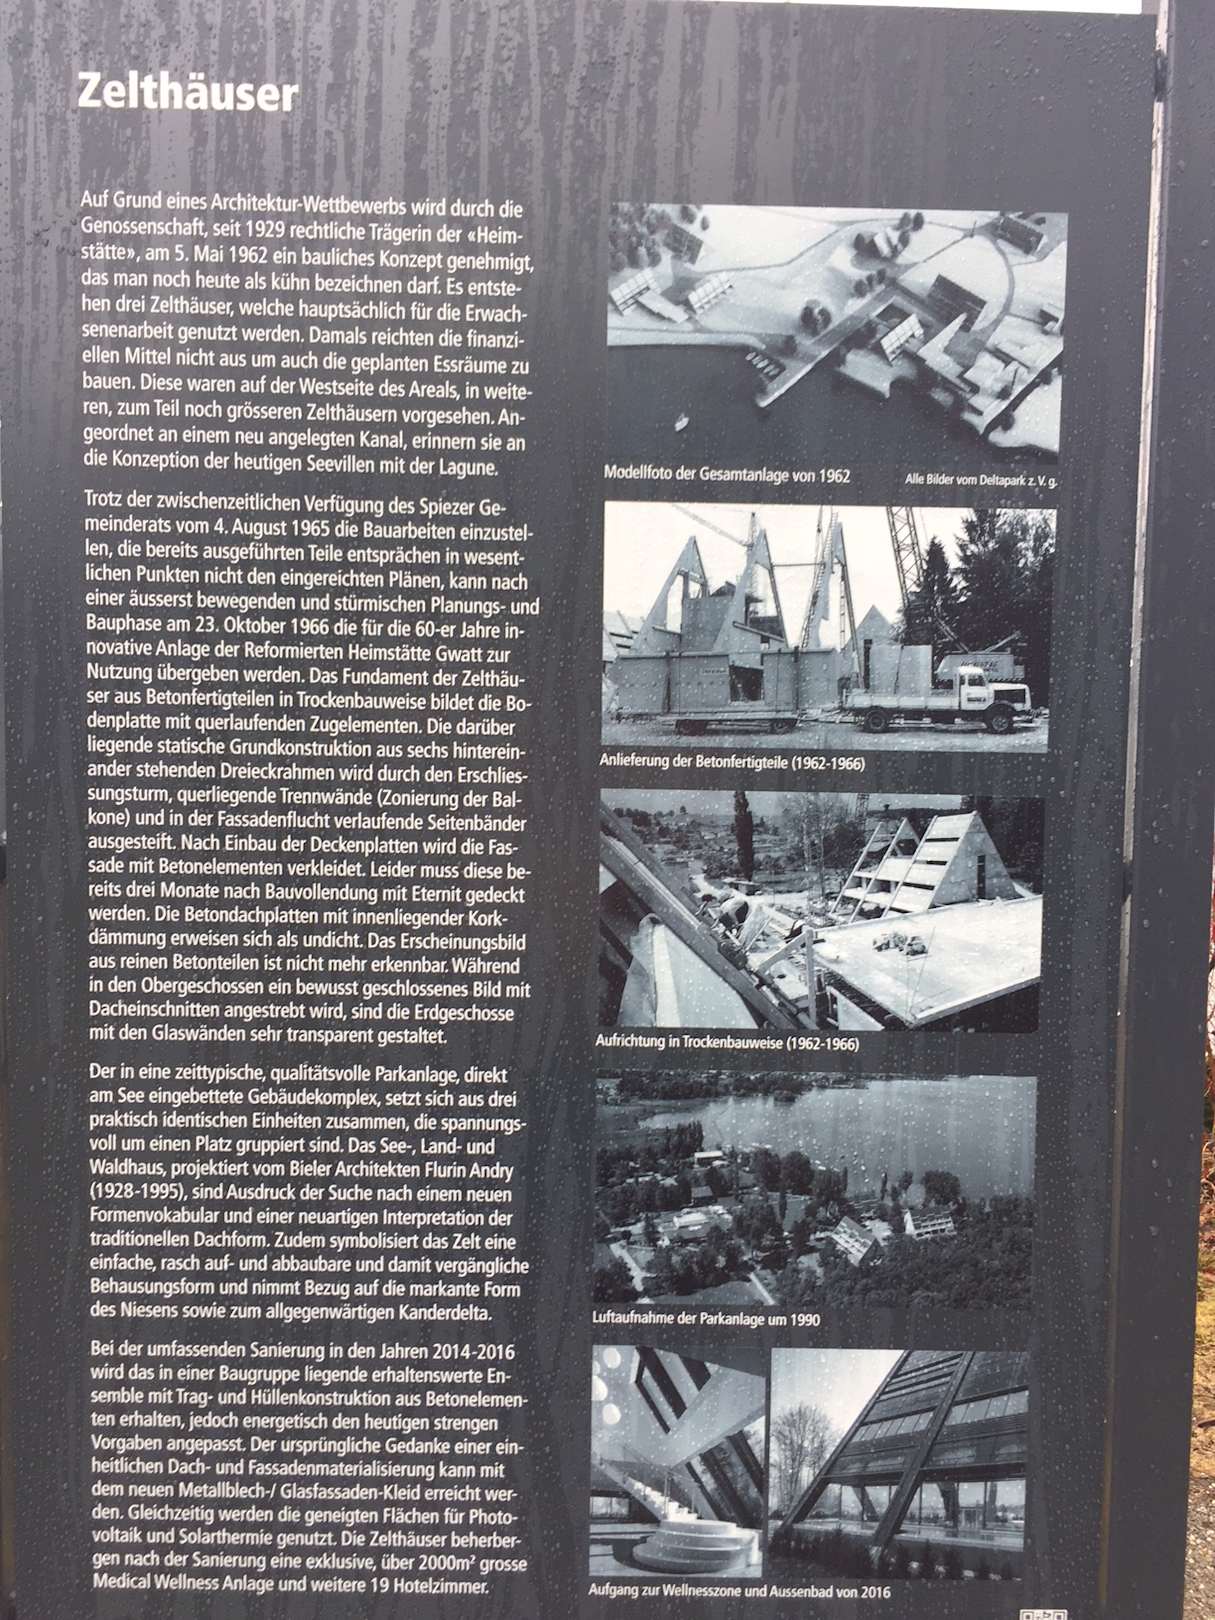 Zelthäuser
Auf Grund eines Architektur-Wettbewerbs wird durch die
Genossenschaft, seit 1929 rechtliche Trägerin der «Heim-
stätte», am 5. Mai 1962 ein bauliches Konzept genehmigt,
das man noch heute als kühn bezeichnen darf. Es entste-
hen drei Zelthäuser, welche hauptsächlich für die Erwach-
senenarbeit genutzt werden. Damals reichten die finanzi-
ellen Mittel nicht aus um auch die geplanten Essräume zu
bauen. Diese waren auf der Westseite des Areals, in weite-
ren, zum Teil noch grösseren Zelthäusern vorgesehen. An-
geordnet an einem neu angelegten Kanal, erinnern sie an
die Konzeption der heutigen Seevillen mit der Lagune.
Trotz der zwischenzeitlichen Verfügung des Spiezer Ge-
meinderats vom 4. August 1965 die Bauarbeiten einzustel-
len, die bereits ausgeführten Teile entsprächen in wesent-
lichen Punkten nicht den eingereichten Plänen, kann nach
einer äusserst bewegenden und stürmischen Planungs- und
Bauphase am 23. Oktober 1966 die für die 60-er Jahre in-
novative Anlage der Reformierten Heimstätte Gwatt zur
Nutzung übergeben werden. Das Fundament der Zelthäu-
ser aus Betonfertigteilen in Trockenbauweise bildet die Bo-
denplatte mit querlaufenden Zugelementen. Die darüber
liegende statische Grundkonstruktion aus sechs hinterein-
ander stehenden Dreieckrahmen wird durch den Erschlies-
sungsturm, querliegende Trennwände (Zonierung der Bal-
kone) und in der Fassadenflucht verlaufende Seitenbänder
ausgesteift. Nach Einbau der Deckenplatten wird die Fas-
sade mit Betonelementen verkleidet. Leider muss diese be-
reits drei Monate nach Bauvollendung mit Eternit gedeckt
werden. Die Betondachplatten mit innenliegender Kork-
dämmung erweisen sich als undicht. Das Erscheinungsbild
aus reinen Betonteilen ist nicht mehr erkennbar. Während
in den Obergeschossen ein bewusst geschlossenes Bild mit
Dacheinschnitten angestrebt wird, sind die Erdgeschosse
mit den Glaswänden sehr transparent gestaltet.
Der in eine zeittypische, qualitätsvolle Parkanlage, direkt
am See eingebettete Gebäudekomplex, setzt sich aus drei
praktisch identischen Einheiten zusammen, die spannungs-
voll um einen Platz gruppiert sind. Das See-, Land- und
Waldhaus, projektiert vom Bieler Architekten Flurin Andry
(1928-1995), sind Ausdruck der Suche nach einem neuen
Formenvokabular und einer neuartigen Interpretation der
traditionellen Dachform. Zudem symbolisiert das Zelt eine
einfache, rasch auf- und abbaubare und damit vergängliche
Behausungsform und nimmt Bezug auf die markante Form
des Niesens sowie zum allgegenwärtigen Kanderdelta.
Bei der umfassenden Sanierung in den Jahren 2014-2016
wird das in einer Baugruppe liegende erhaltenswerte En-
semble mit Trag- und Hüllenkonstruktion aus Betonelemen-
ten erhalten, jedoch energetisch den heutigen strengen
Vorgaben angepasst. Der ursprüngliche Gedanke einer ein-
heitlichen Dach- und Fassadenmaterialisierung kann mit
dem neuen Metallblech-/ Glasfassaden-Kleid erreicht wer-
den. Gleichzeitig werden die geneigten Flächen für Photo-
voltaik und Solarthermie genutzt. Die Zelthäuser beherber-
gen nach der Sanierung eine exklusive, über 2000m² grosse
Medical Wellness Anlage und weitere 19 Hotelzimmer.
Modellfoto der Gesamtanlage von 1962
Alle Bilder vom Deltapark z. V. g.
Anlieferung der Betonfertigteile (1962-1966)
Aufrichtung in Trockenbauweise (1962-1966)
Luftaufnahme der Parkanlage um 1990
Aufgang zur Wellnesszone und Aussenbad von 2016